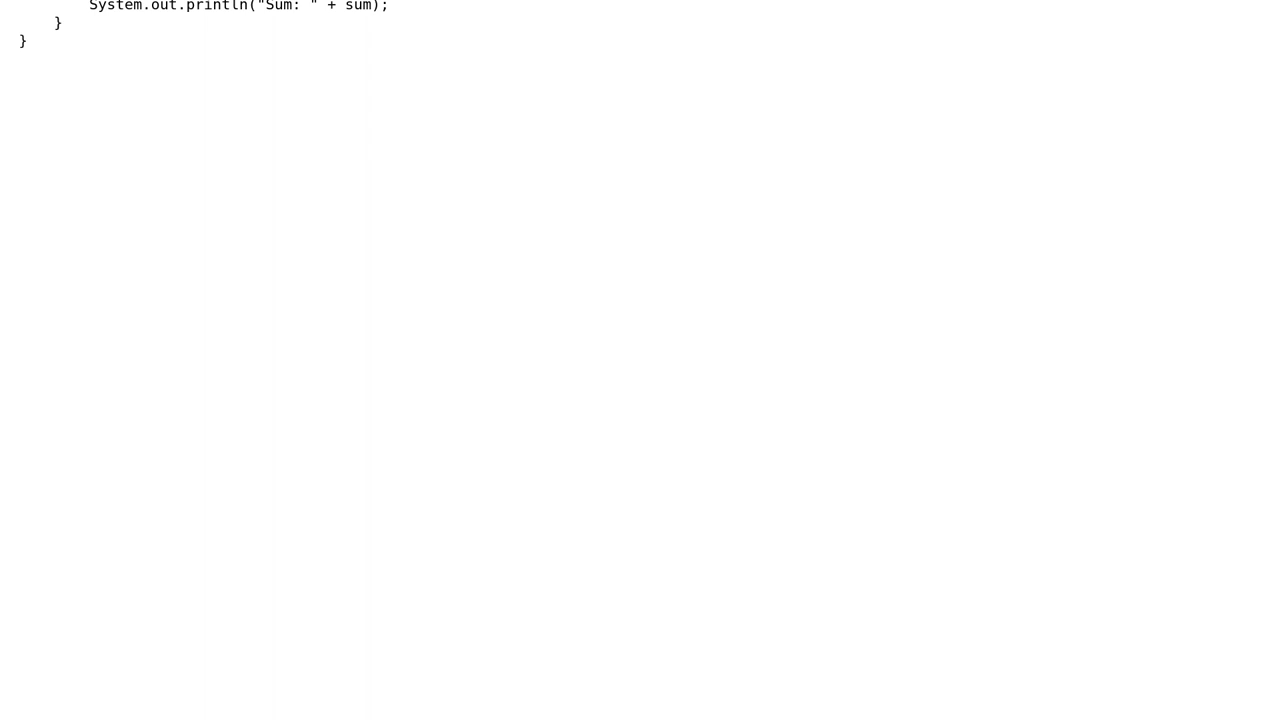 System.out.println("Sum: " + sum);
    }
}